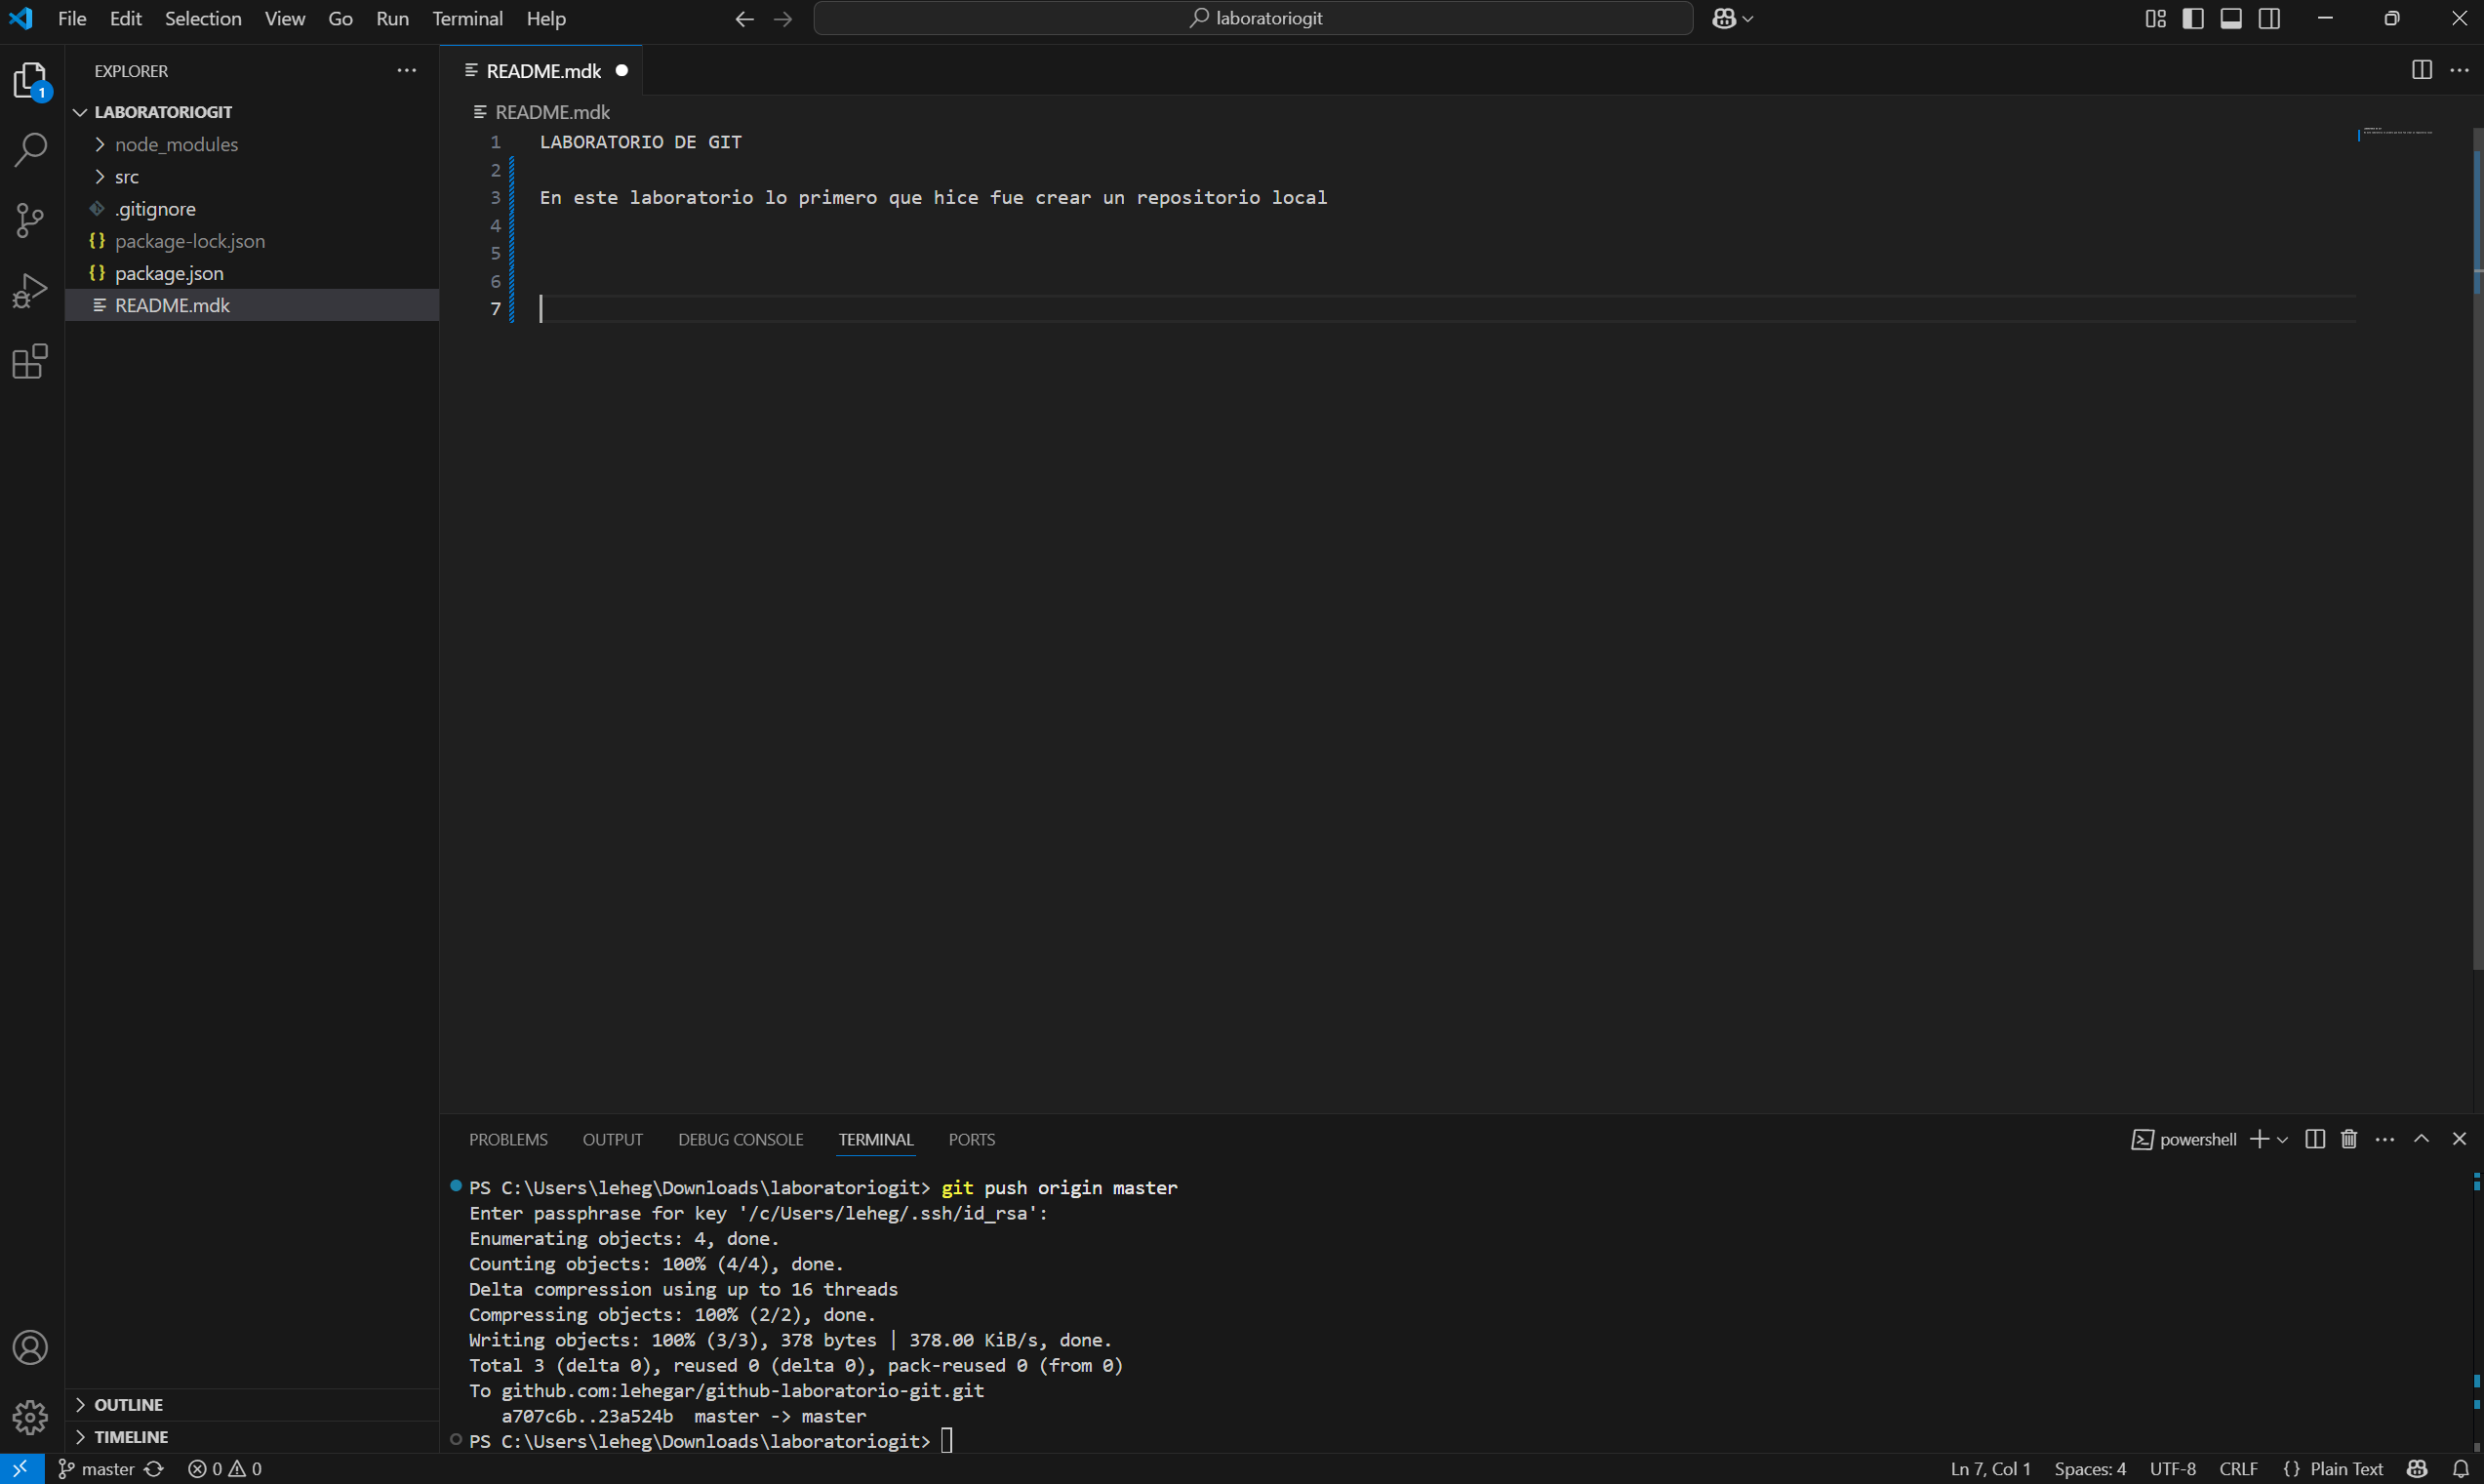 File Edit Selection View Go Run Terminal Help
laboratoriogit
EXPLORER
1
LABORATORIOGIT
node_modules
src
.gitignore
{} package-lock.json
{} package.json
README.mdk
OUTLINE
TIMELINE
README.mdk
README.mdk
1 LABORATORIO DE GIT
2
3 En este laboratorio lo primero que hice fue crear un repositorio local
4
5
6
7
PROBLEMS OUTPUT DEBUG CONSOLE TERMINAL PORTS
powershell
PS C:\Users\leheg\Downloads\laboratoriogit> git push origin master
Enter passphrase for key '/c/Users/leheg/.ssh/id_rsa':
Enumerating objects: 4, done.
Counting objects: 100% (4/4), done.
Delta compression using up to 16 threads
Compressing objects: 100% (2/2), done.
Writing objects: 100% (3/3), 378 bytes | 378.00 KiB/s, done.
Total 3 (delta 0), reused 0 (delta 0), pack-reused 0 (from 0)
To github.com:lehegar/github-laboratorio-git.git
a707c6b..23a524b master -> master
PS C:\Users\leheg\Downloads\laboratoriogit>
master 0 0
Ln 7, Col 1 Spaces: 4 UTF-8 CRLF {} Plain Text